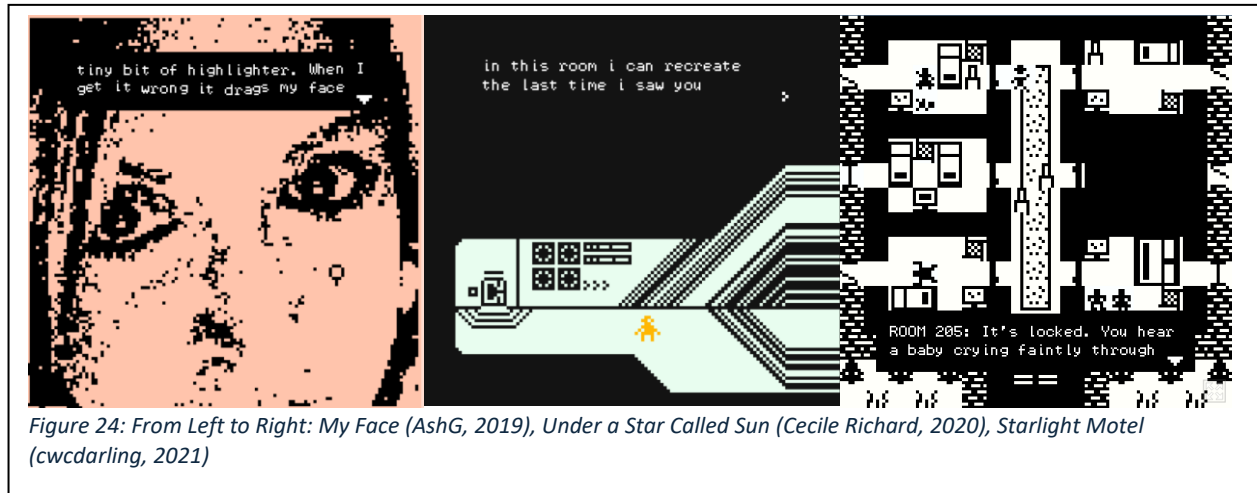 tiny bit of highlighter. When I
get it wrong it drags my face
in this room i can recreate
the last time i saw you
ROOM 205: It's locked. You hear
a baby crying faintly through
Figure 24: From Left to Right: My Face (AshG, 2019), Under a Star Called Sun (Cecile Richard, 2020), Starlight Motel
(cwcdarling, 2021)